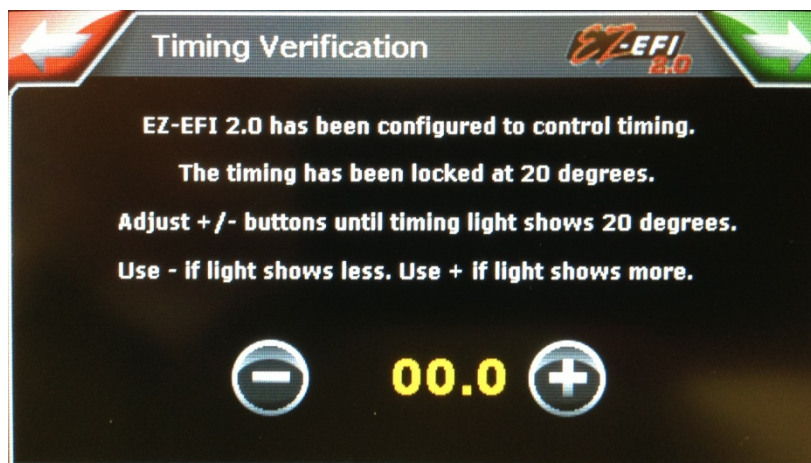 Timing Verification
EZ-EFI 2.0
EZ-EFI 2.0 has been configured to control timing.
The timing has been locked at 20 degrees.
Adjust +/- buttons until timing light shows 20 degrees.
Use - if light shows less. Use + if light shows more.
- 00.0 +